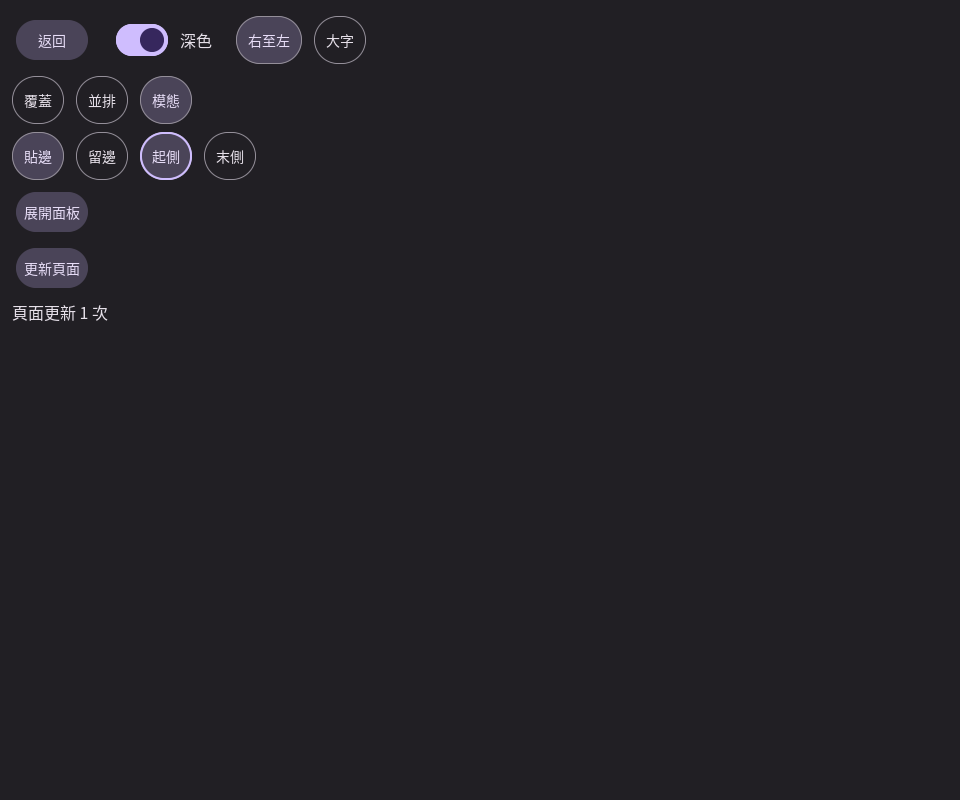 返回 深色 右至左 大字
覆蓋 並排 模態
貼邊 留邊 起側 末側
展開面板
更新頁面
頁面更新 1 次